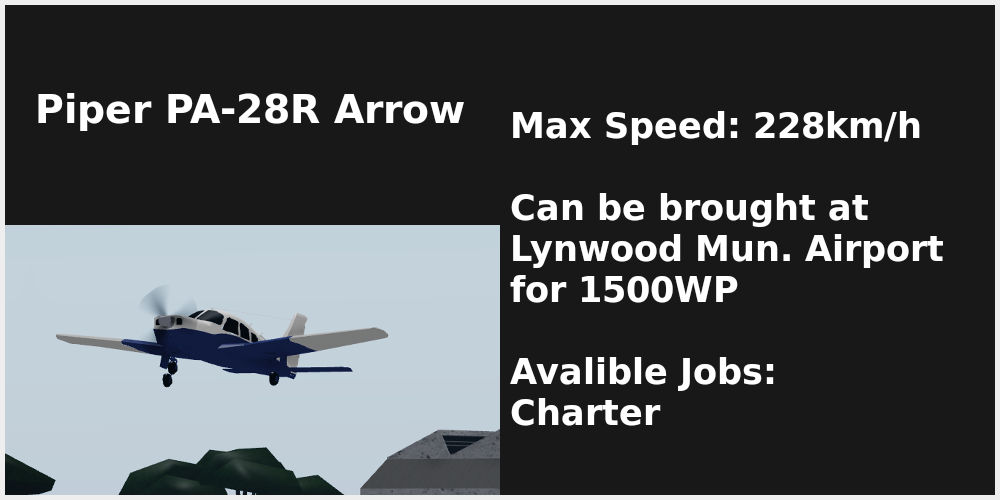 Piper PA-28R Arrow
Max Speed: 228km/h
Can be brought at
Lynwood Mun. Airport
for 1500WP
Avalible Jobs:
Charter